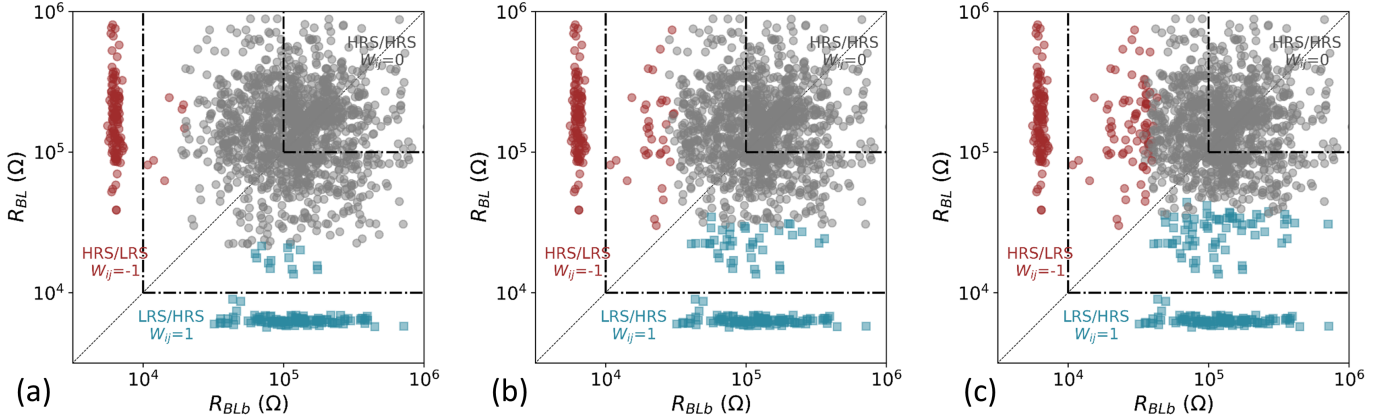 10⁶
10⁵
10⁴
R_BL (Ω)
HRS/HRS
W_ij=0
HRS/LRS
W_ij=-1
LRS/HRS
W_ij=1
10⁴ 10⁵ 10⁶
R_BLb (Ω)
(a)
10⁶
10⁵
10⁴
R_BL (Ω)
HRS/HRS
W_ij=0
HRS/LRS
W_ij=-1
LRS/HRS
W_ij=1
10⁴ 10⁵ 10⁶
R_BLb (Ω)
(b)
10⁶
10⁵
10⁴
R_BL (Ω)
HRS/HRS
W_ij=0
HRS/LRS
W_ij=-1
LRS/HRS
W_ij=1
10⁴ 10⁵ 10⁶
R_BLb (Ω)
(c)